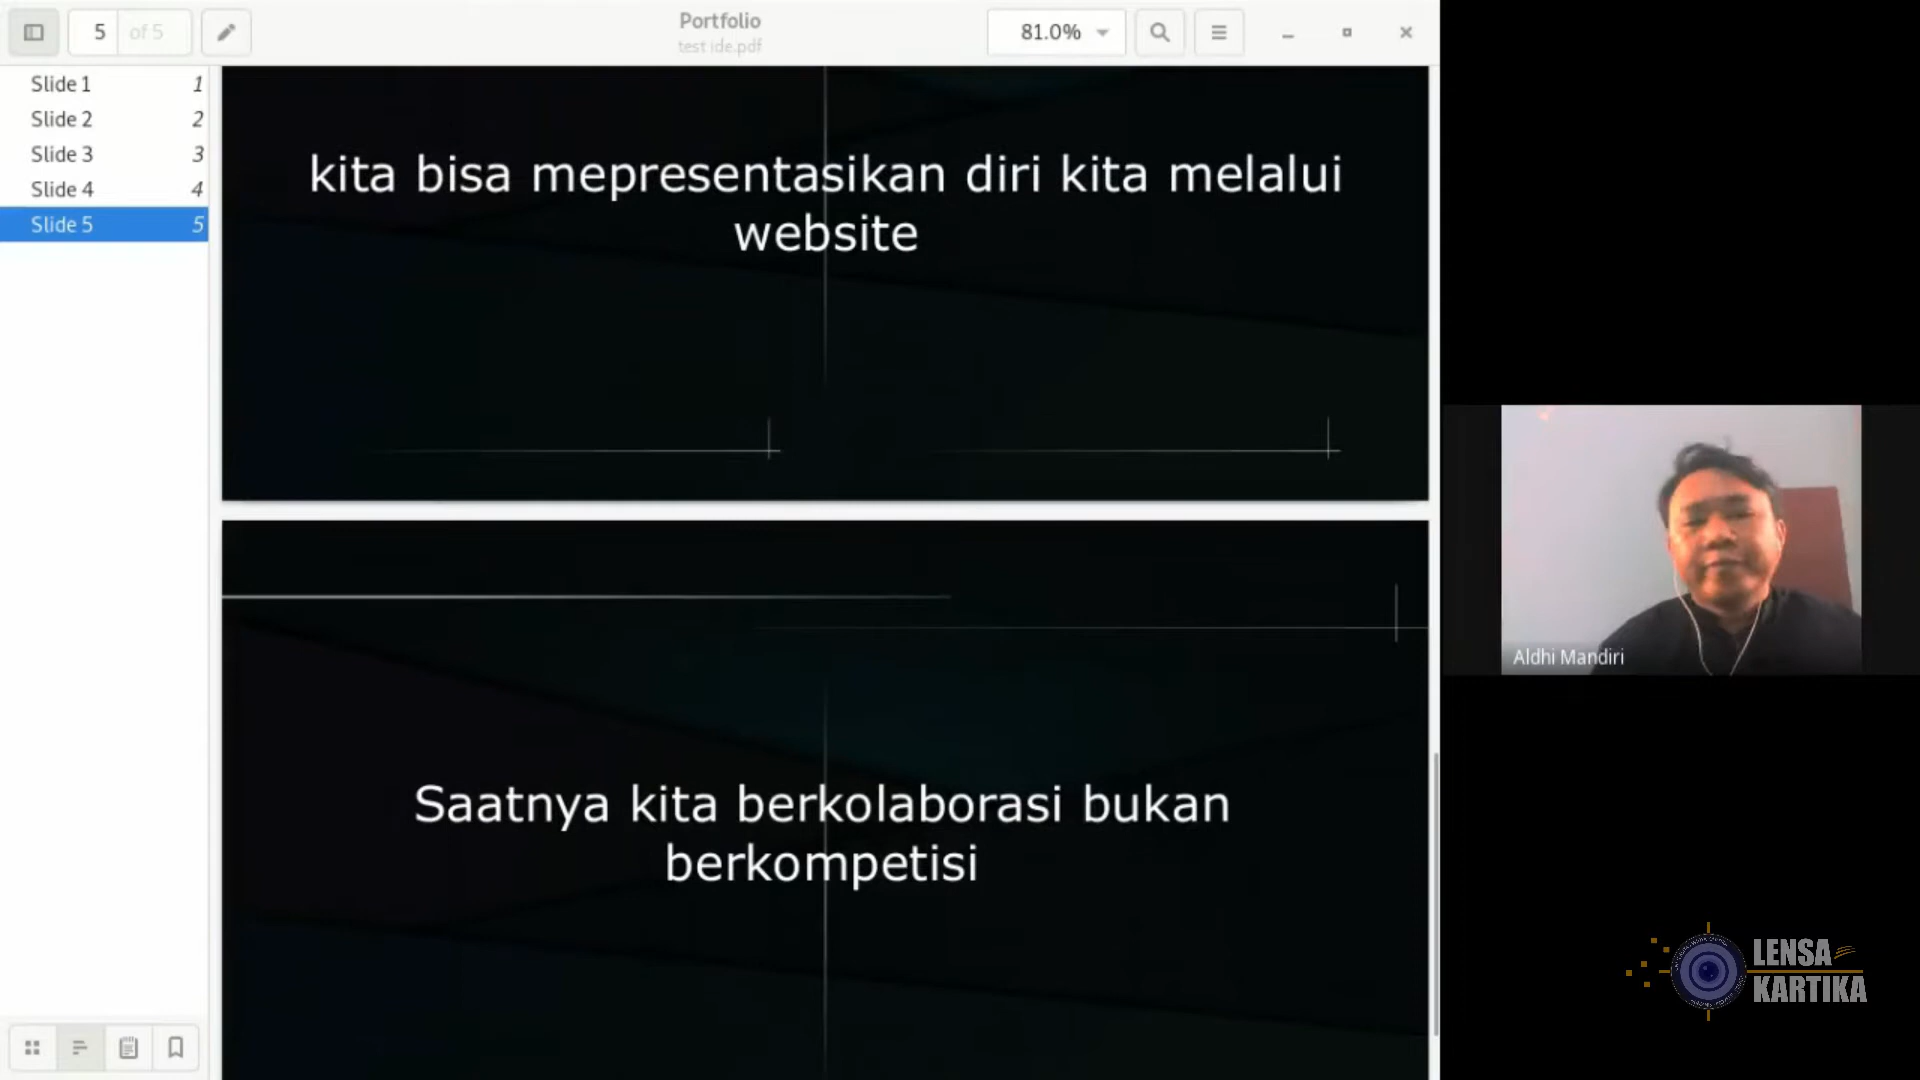 5 of 5
Portfolio
test ide.pdf
81.0%
Slide 1 1
Slide 2 2
Slide 3 3
Slide 4 4
Slide 5 5
kita bisa mepresentasikan diri kita melalui
website
Saatnya kita berkolaborasi bukan
berkompetisi
Aldhi Mandiri
LENSA
KARTIKA